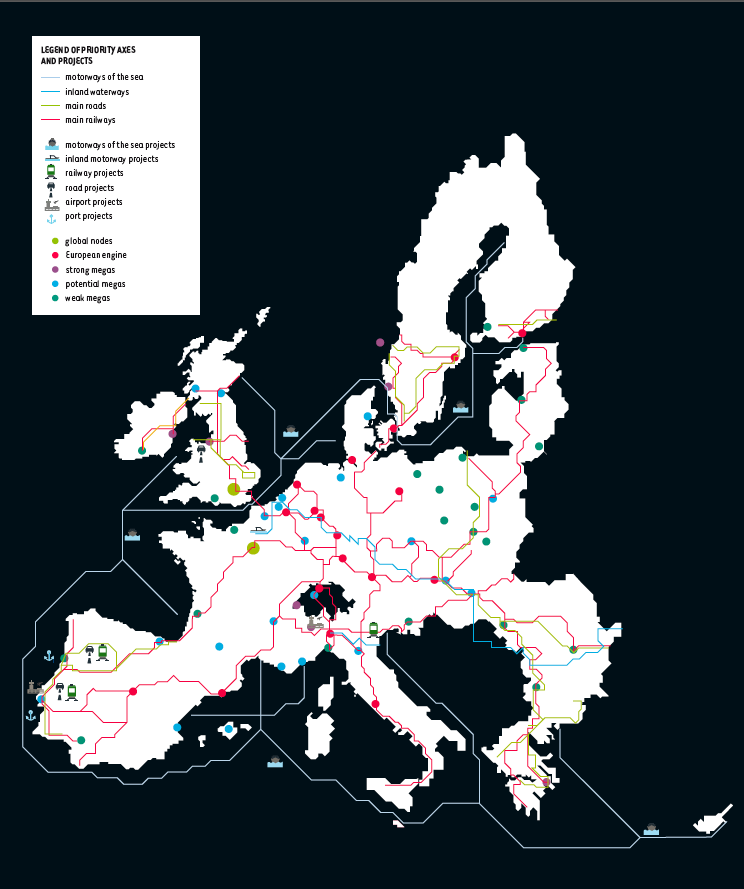 LEGEND OF PRIORITY AXES
AND PROJECTS
motorways of the sea
inland waterways
main roads
main railways
motorways of the sea projects
inland motorway projects
railway projects
road projects
airport projects
port projects
global nodes
European engine
strong megas
potential megas
weak megas